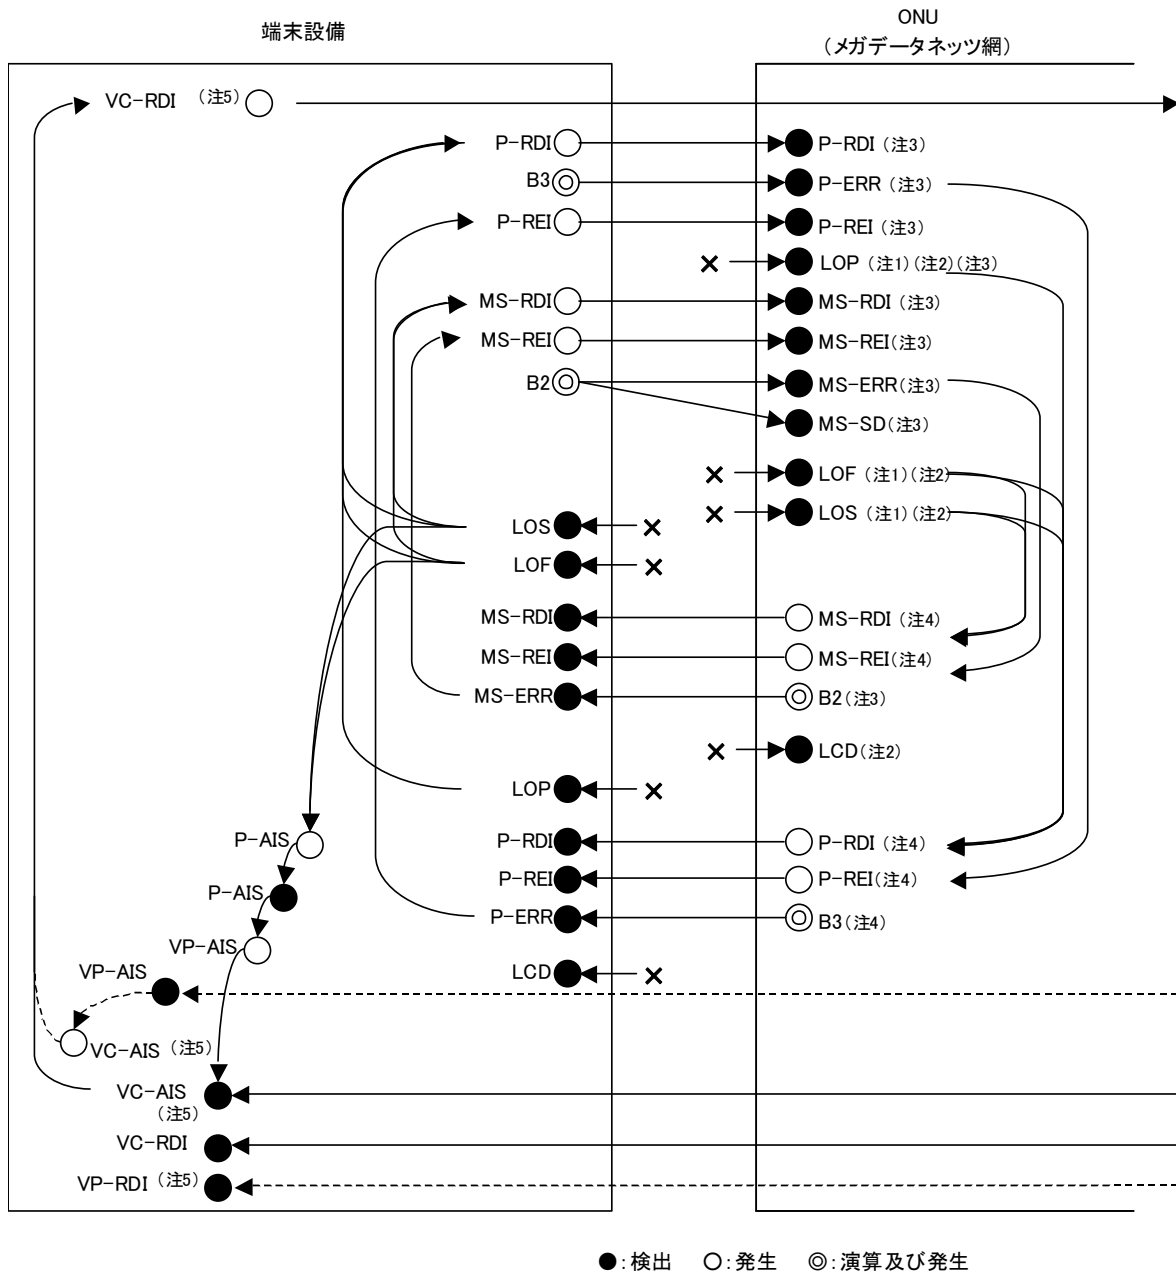 端末設備
ONU
（メガデータネッツ網）
VC-RDI （注5）
P-RDI
P-RDI（注3）
B3
P-ERR（注3）
P-REI
P-REI（注3）
LOP（注1）（注2）（注3）
MS-RDI
MS-RDI（注3）
MS-REI
MS-REI（注3）
B2
MS-ERR（注3）
MS-SD（注3）
LOF（注1）（注2）
LOS
LOS（注1）（注2）
LOF
MS-RDI
MS-RDI（注4）
MS-REI
MS-REI（注4）
MS-ERR
B2（注3）
LCD（注2）
LOP
P-AIS
P-RDI
P-RDI（注4）
P-AIS
P-REI
P-REI（注4）
P-ERR
B3（注4）
VP-AIS
VP-AIS
LCD
VC-AIS（注5）
VC-AIS
（注5）
VC-RDI
VP-RDI（注5）
●：検出 ○：発生 ◎：演算及び発生